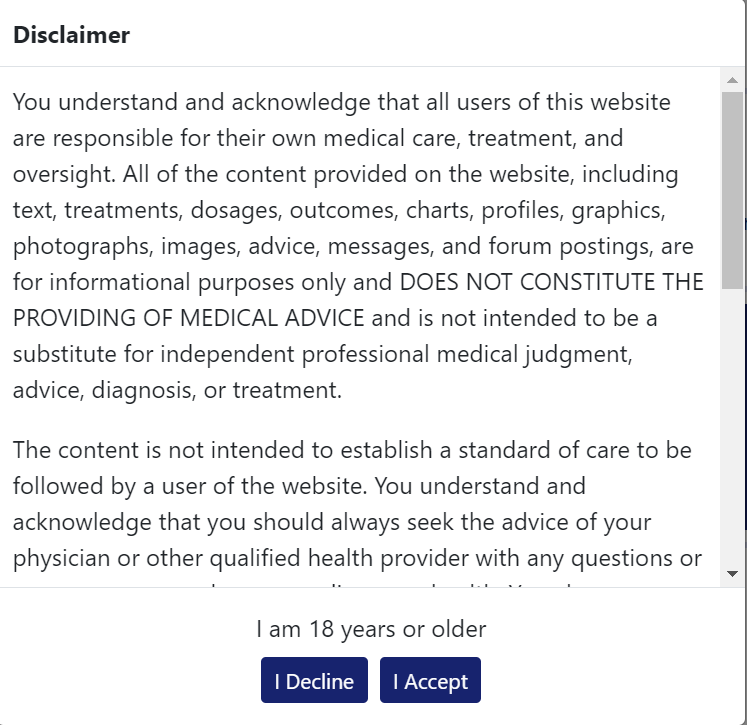 Disclaimer
You understand and acknowledge that all users of this website
are responsible for their own medical care, treatment, and
oversight. All of the content provided on the website, including
text, treatments, dosages, outcomes, charts, profiles, graphics,
photographs, images, advice, messages, and forum postings, are
for informational purposes only and DOES NOT CONSTITUTE THE
PROVIDING OF MEDICAL ADVICE and is not intended to be a
substitute for independent professional medical judgment,
advice, diagnosis, or treatment.
The content is not intended to establish a standard of care to be
followed by a user of the website. You understand and
acknowledge that you should always seek the advice of your
physician or other qualified health provider with any questions or
I am 18 years or older
I Decline
I Accept